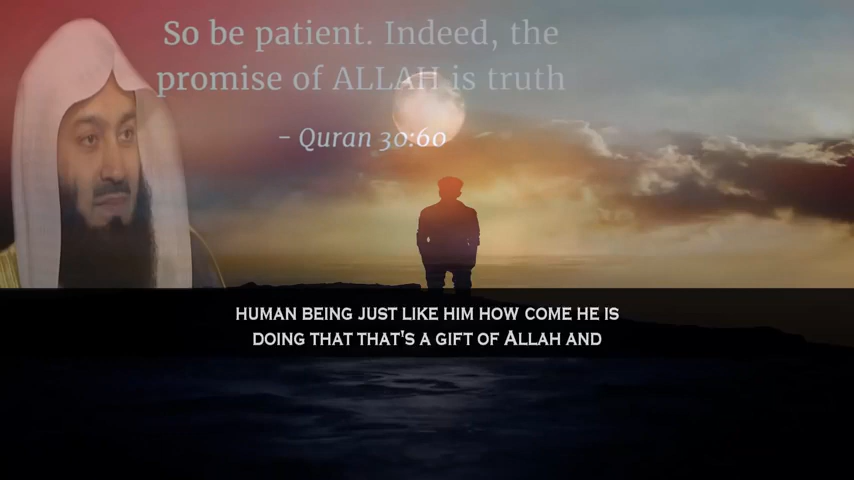 So be patient. Indeed, the
promise of ALLAH is truth
- Quran 30:60
HUMAN BEING JUST LIKE HIM HOW COME HE IS
DOING THAT THAT'S A GIFT OF ALLAH AND